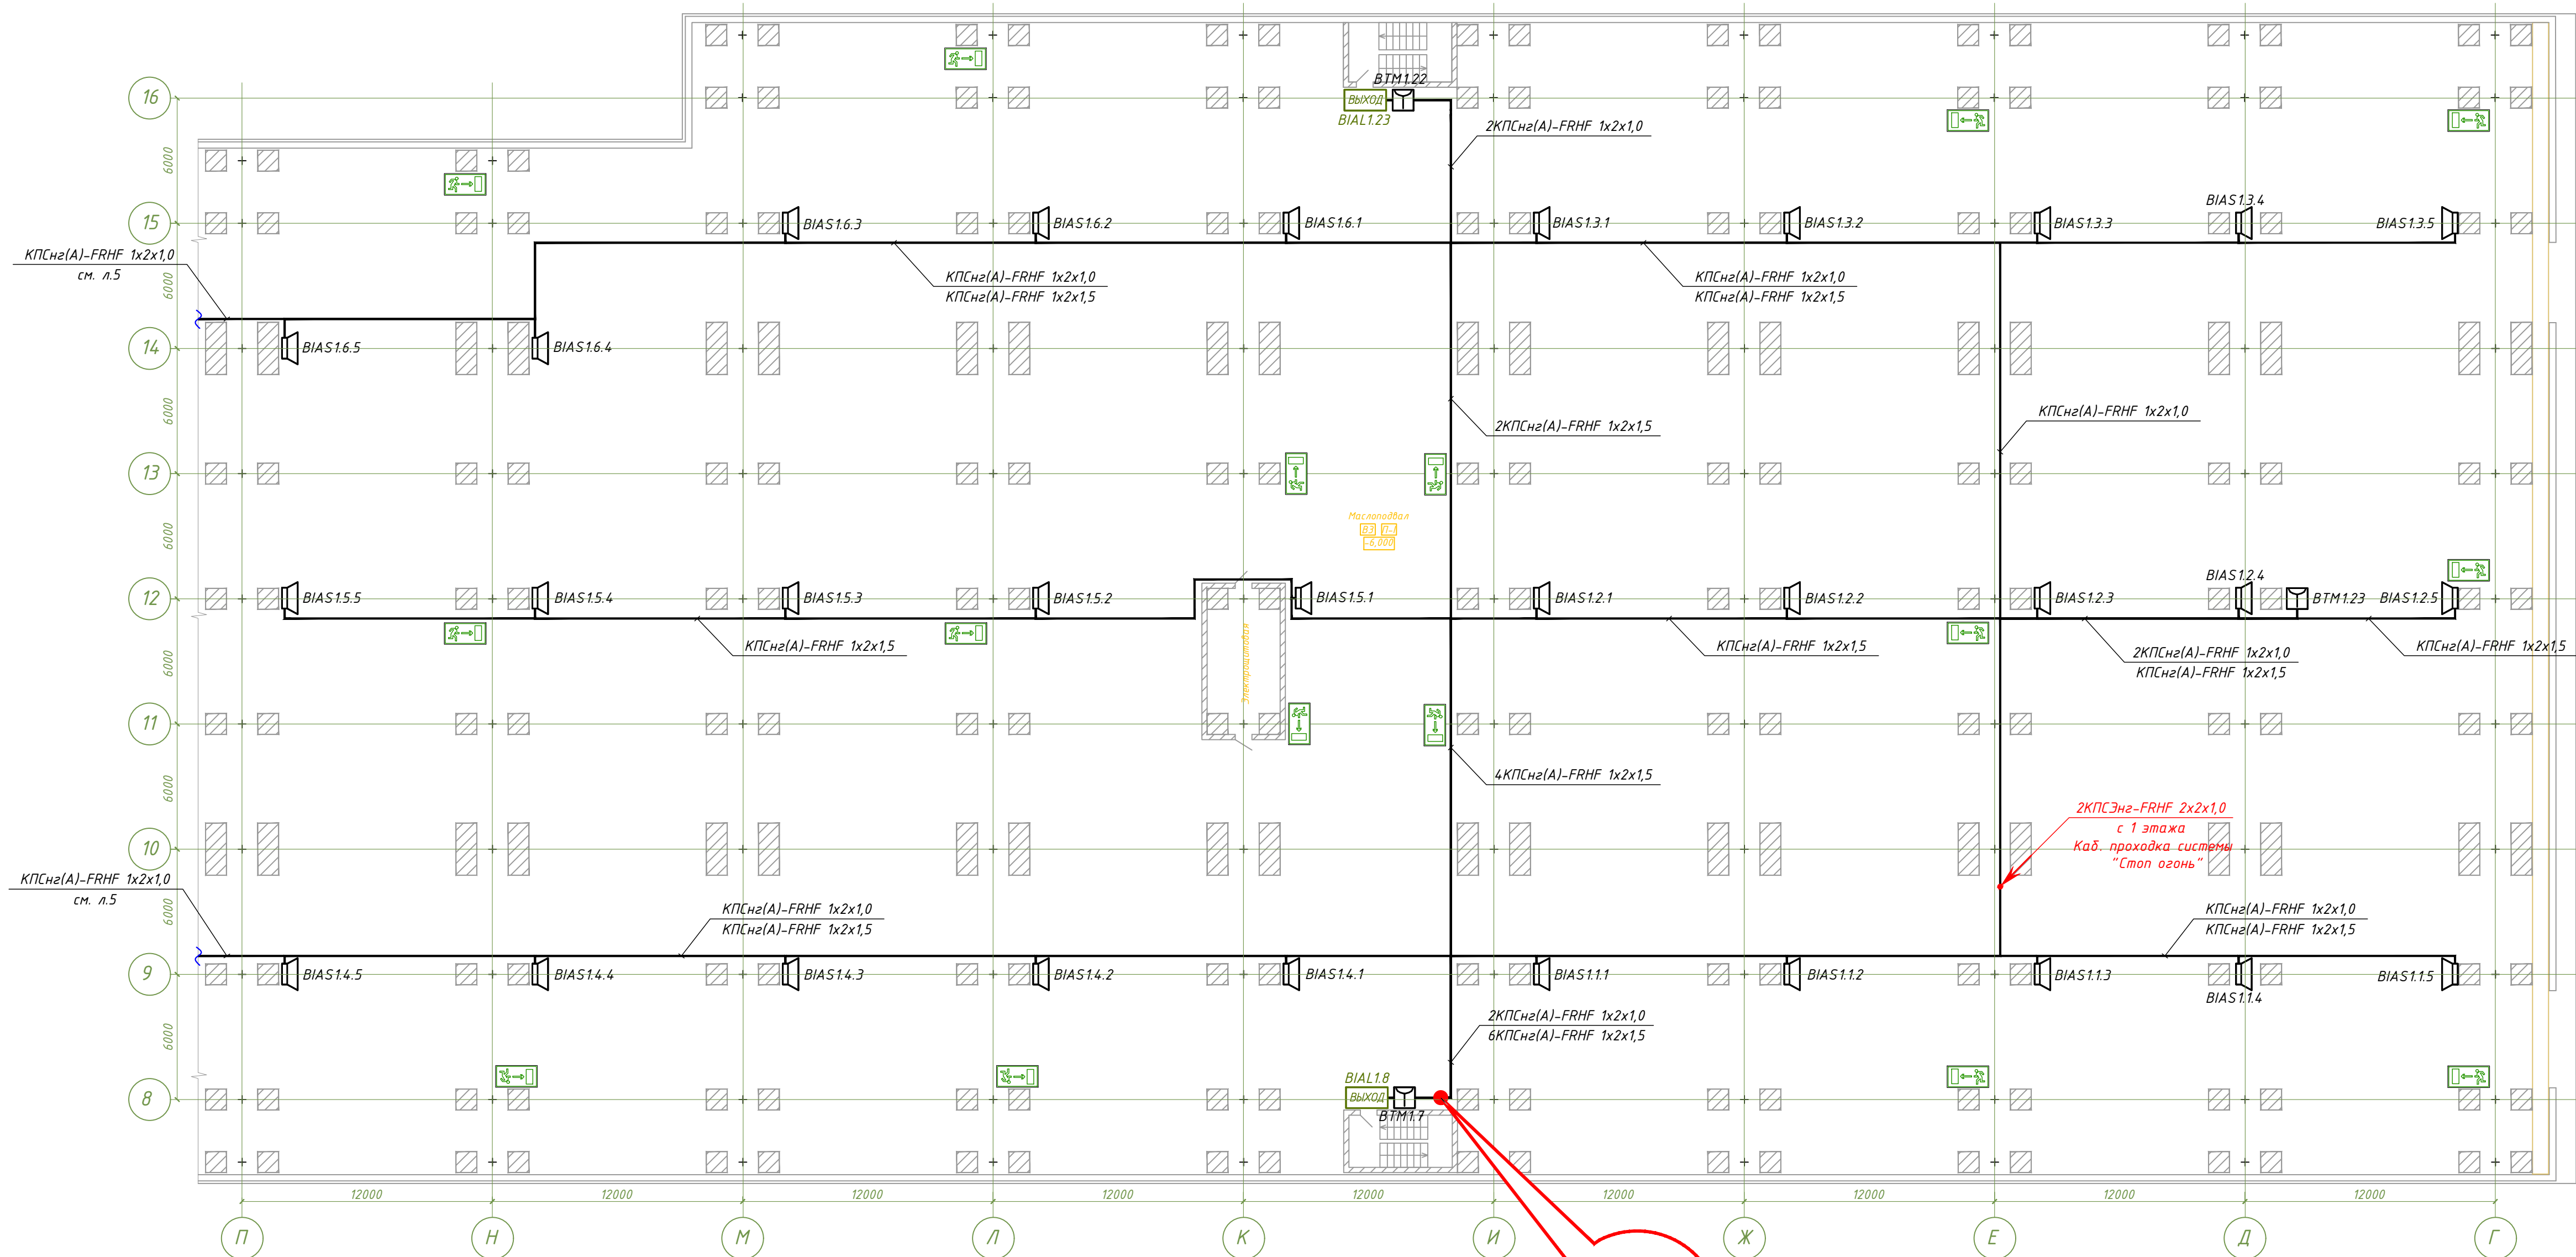 BTM1.22
16
ВЫХОД
BIAL1.23
2КПСнг(А)-FRHF 1х2х1,0
6000
15
BIAS1.6.3
BIAS1.6.2
BIAS1.6.1
BIAS1.3.1
BIAS1.3.2
BIAS1.3.3
BIAS1.3.4
BIAS1.3.5
КПСнг(А)-FRHF 1х2х1,0
см. л.5
6000
КПСнг(А)-FRHF 1х2х1,0
КПСнг(А)-FRHF 1х2х1,5
КПСнг(А)-FRHF 1х2х1,0
КПСнг(А)-FRHF 1х2х1,5
14
BIAS1.6.5
BIAS1.6.4
6000
2КПСнг(А)-FRHF 1х2х1,5
КПСнг(А)-FRHF 1х2х1,0
13
Маслоподвал
В3 П-I
-6,000
6000
12
BIAS1.5.5
BIAS1.5.4
BIAS1.5.3
BIAS1.5.2
BIAS1.5.1
BIAS1.2.1
BIAS1.2.2
BIAS1.2.3
BIAS1.2.4
BTM1.23
BIAS1.2.5
6000
КПСнг(А)-FRHF 1х2х1,5
Электрощитовая
КПСнг(А)-FRHF 1х2х1,5
2КПСнг(А)-FRHF 1х2х1,0
КПСнг(А)-FRHF 1х2х1,5
КПСнг(А)-FRHF 1х2х1,5
11
6000
4КПСнг(А)-FRHF 1х2х1,5
2КПСЭнг-FRHF 2х2х1,0
с 1 этажа
Каб. проходка системы
"Стоп огонь"
10
КПСнг(А)-FRHF 1х2х1,0
см. л.5
6000
КПСнг(А)-FRHF 1х2х1,0
КПСнг(А)-FRHF 1х2х1,5
КПСнг(А)-FRHF 1х2х1,0
КПСнг(А)-FRHF 1х2х1,5
9
BIAS1.4.5
BIAS1.4.4
BIAS1.4.3
BIAS1.4.2
BIAS1.4.1
BIAS1.1.1
BIAS1.1.2
BIAS1.1.3
BIAS1.1.4
BIAS1.1.5
6000
2КПСнг(А)-FRHF 1х2х1,0
6КПСнг(А)-FRHF 1х2х1,5
8
BIAL1.8
ВЫХОД
BTM1.7
12000
12000
12000
12000
12000
12000
12000
12000
12000
П
Н
М
Л
К
И
Ж
Е
Д
Г